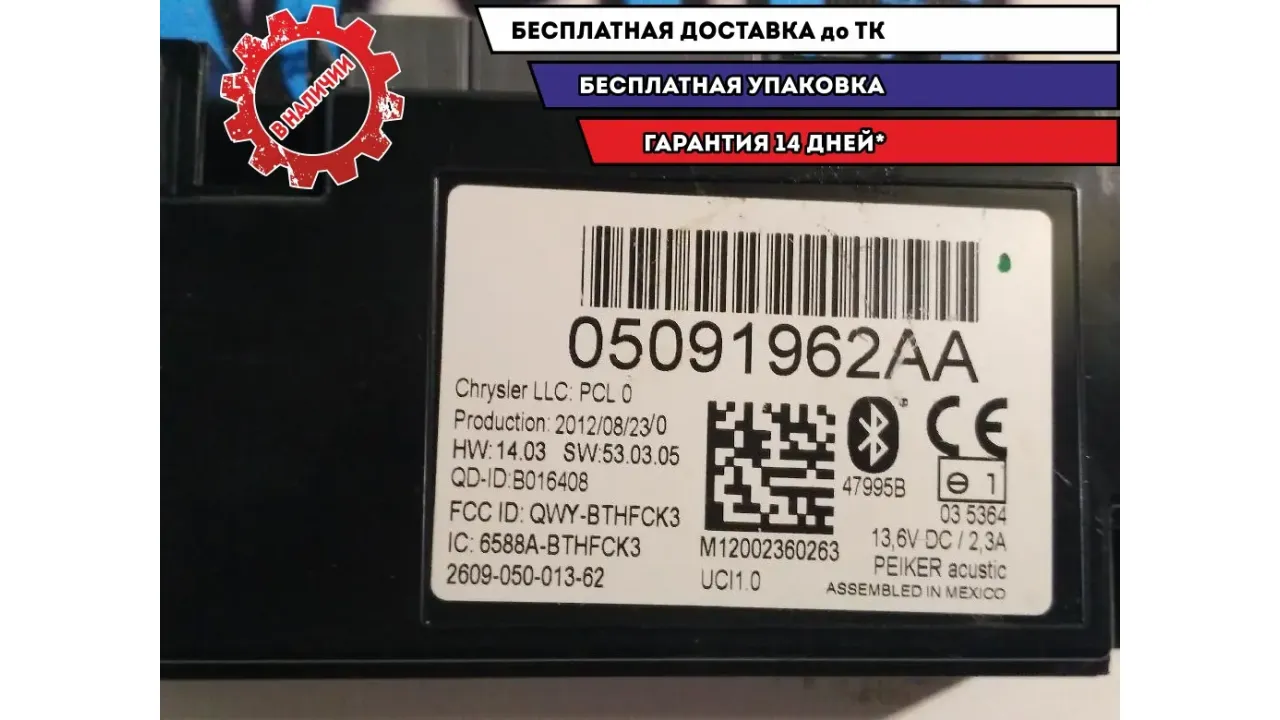 БЕСПЛАТНАЯ ДОСТАВКА до ТК
В НАЛИЧИИ
БЕСПЛАТНАЯ УПАКОВКА
ГАРАНТИЯ 14 ДНЕЙ*
05091962AA
Chrysler LLC: PCL 0
Production: 2012/08/23/0
HW: 14.03 SW:53.03.05
QD-ID:B016408
FCC ID: QWY-BTHFCK3
IC: 6588A-BTHFCK3
2609-050-013-62
M12002360263
UCI1.0
47995B
CE
1
03 5364
13,6V DC / 2,3A
PEIKER acustic
ASSEMBLED IN MEXICO